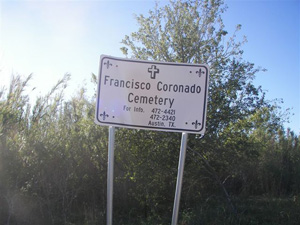 Francisco Coronado
Cemetery
For Info. 472-4421
472-2340
Austin, TX.